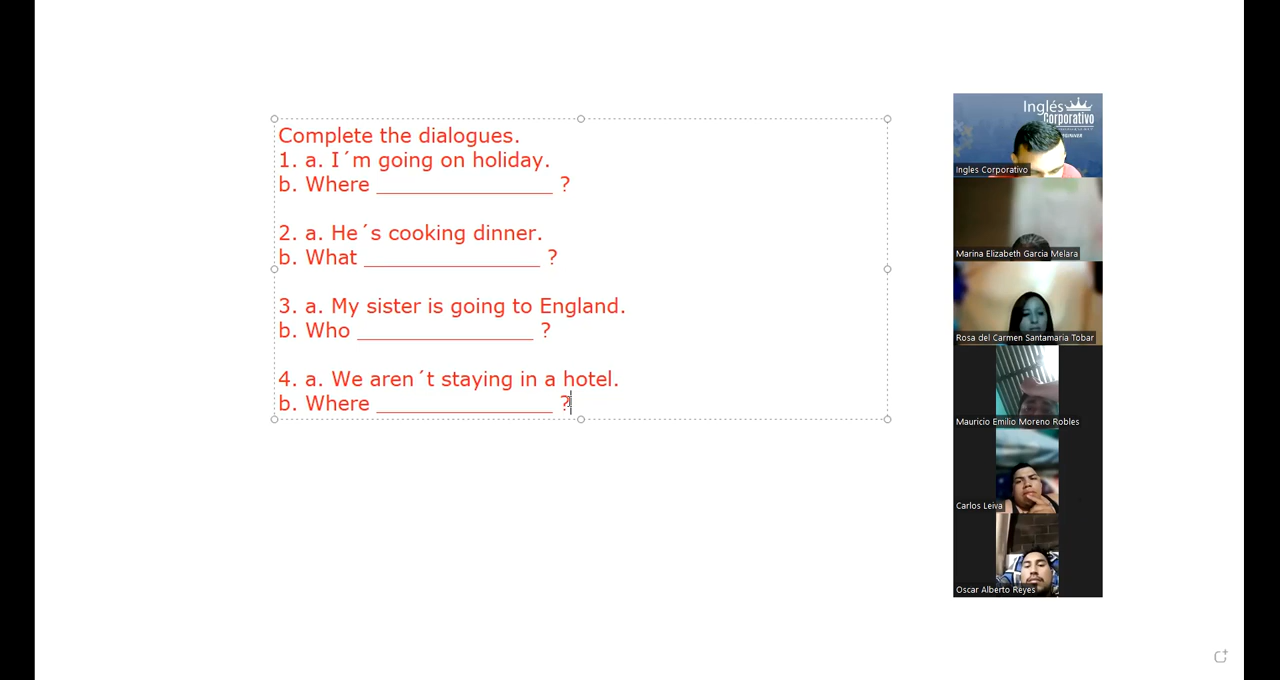 Complete the dialogues.
1. a. I´m going on holiday.
b. Where ________________ ?
2. a. He´s cooking dinner.
b. What ________________ ?
3. a. My sister is going to England.
b. Who ________________ ?
4. a. We aren´t staying in a hotel.
b. Where ________________ ?
Inglés
Corporativo
Ingles Corporativo
Marina Elizabeth Garcia Melara
Rosa del Carmen Santamaria Tobar
Mauricio Emilio Moreno Robles
Carlos Leiva
Oscar Alberto Reyes